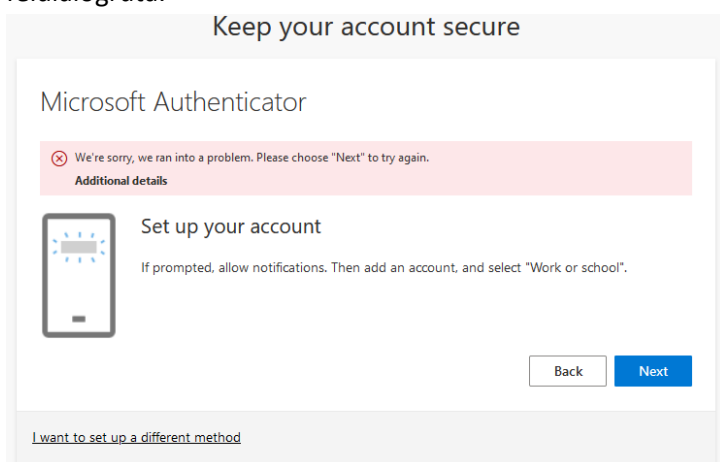 Keep your account secure
Microsoft Authenticator
We're sorry, we ran into a problem. Please choose "Next" to try again.
Additional details
Set up your account
If prompted, allow notifications. Then add an account, and select "Work or school".
Back
Next
I want to set up a different method